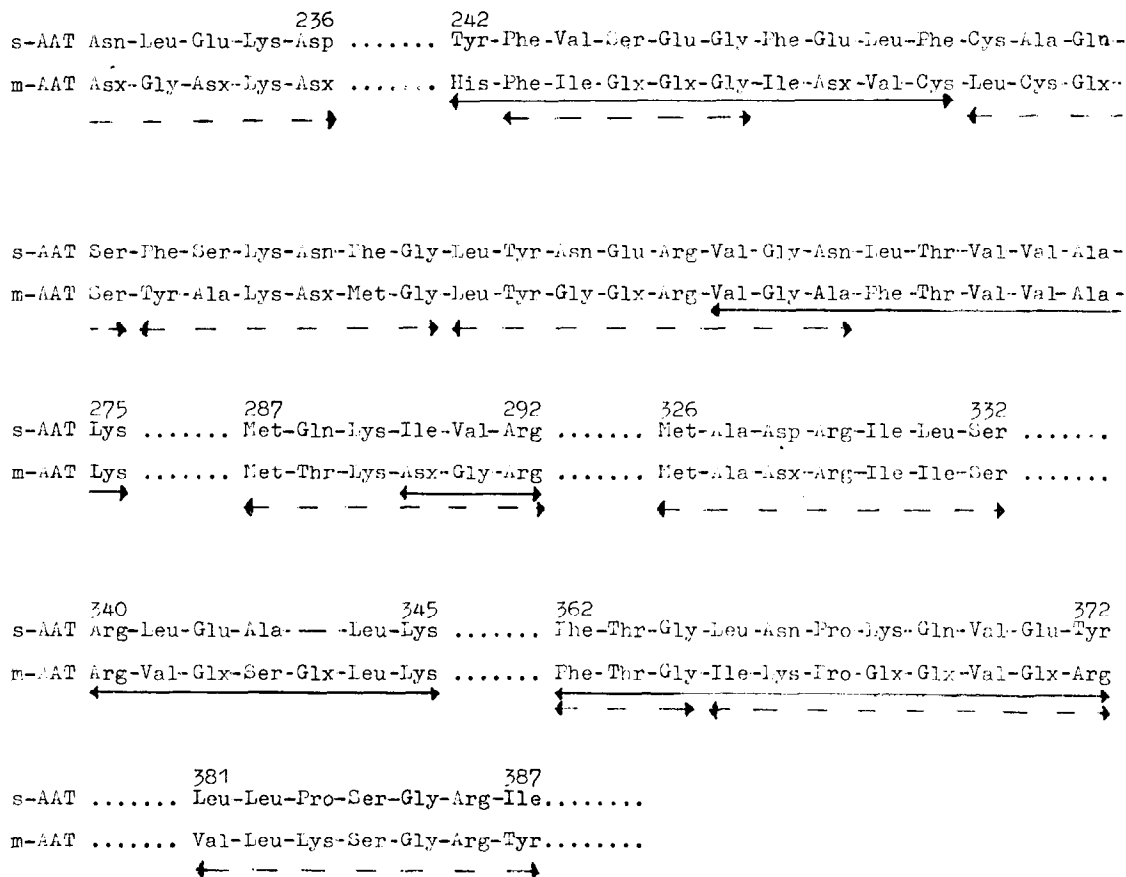 236 242
s-AAT Asn-Leu-Glu-Lys-Asp ....... Tyr-Phe-Val-Ser-Glu-Gly-Phe-Glu-Leu-Phe-Cys-Ala-Gln-
m-AAT Asx-Gly-Asx-Lys-Asx ....... His-Phe-Ile-Glx-Glx-Gly-Ile-Asx-Val-Cys-Leu-Cys-Glx-
s-AAT Ser-Phe-Ser-Lys-Asn-Phe-Gly-Leu-Tyr-Asn-Glu-Arg-Val-Gly-Asn-Leu-Thr-Val-Val-Ala-
m-AAT Ser-Tyr-Ala-Lys-Asx-Met-Gly-Leu-Tyr-Gly-Glx-Arg-Val-Gly-Ala-Phe-Thr-Val-Val-Ala-
275 287 292 326 332
s-AAT Lys ....... Met-Gln-Lys-Ile-Val-Arg ....... Met-Ala-Asp-Arg-Ile-Leu-Ser .......
m-AAT Lys ....... Met-Thr-Lys-Asx-Gly-Arg ....... Met-Ala-Asx-Arg-Ile-Ile-Ser .......
340 345 362 372
s-AAT Arg-Leu-Glu-Ala- — -Leu-Lys ....... Phe-Thr-Gly-Leu-Asn-Pro-Lys-Gln-Val-Glu-Tyr
m-AAT Arg-Val-Glx-Ser-Glx-Leu-Lys ....... Phe-Thr-Gly-Ile-Lys-Pro-Glx-Glx-Val-Glx-Arg
381 387
s-AAT ....... Leu-Leu-Pro-Ser-Gly-Arg-Ile........
m-AAT ....... Val-Leu-Lys-Ser-Gly-Arg-Tyr........